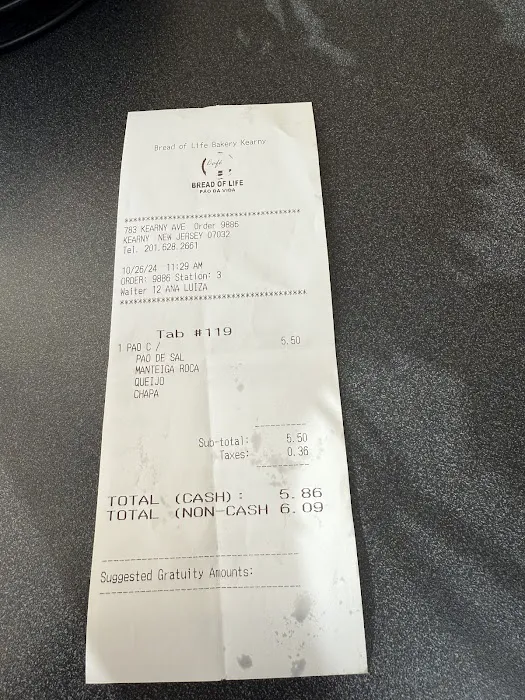 Bread of Life Bakery Kearny
Café
BREAD OF LIFE
PÃO DA VIDA
****************************************
783 KEARNY AVE Order 9886
KEARNY NEW JERSEY 07032
Tel. 201.628.2661
10/26/24 11:29 AM
ORDER: 9886 Station: 3
Waiter 12 ANA LUIZA
****************************************
Tab #119
1 PAO C / 5.50
PAO DE SAL
MANTEIGA ROCA
QUEIJO
CHAPA
Sub-total: 5.50
Taxes: 0.36
TOTAL (CASH): 5.86
TOTAL (NON-CASH 6.09
Suggested Gratuity Amounts: